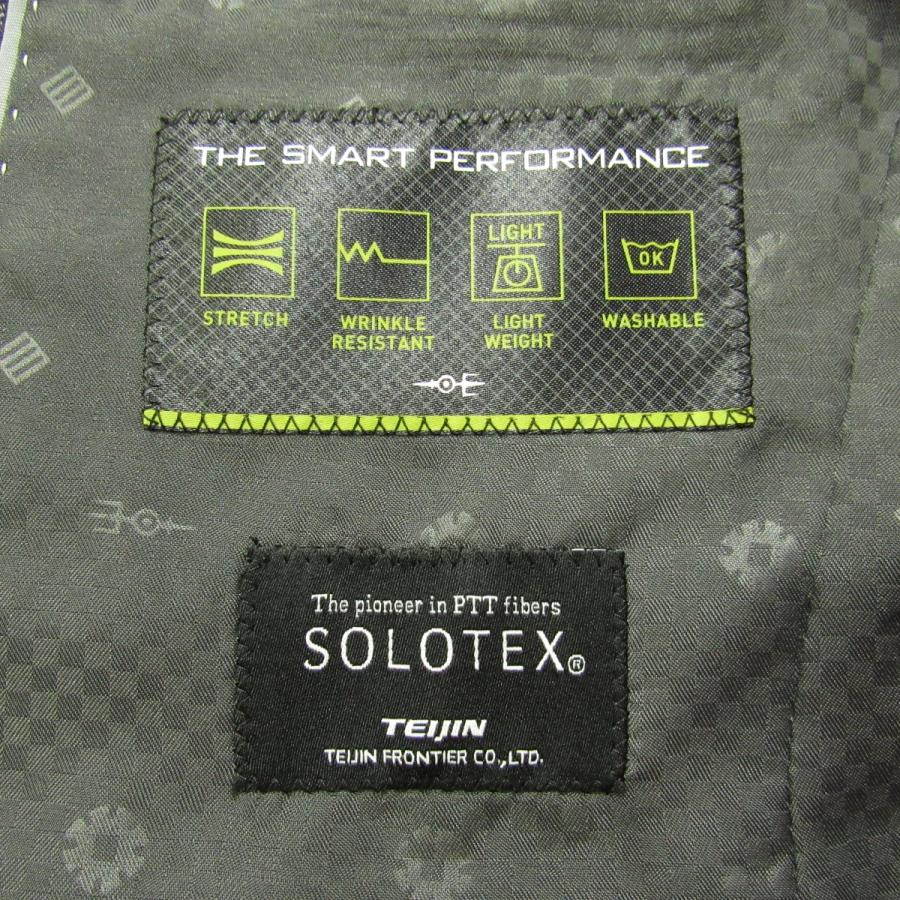 THE SMART PERFORMANCE
LIGHT
OK
STRETCH
WRINKLE
RESISTANT
LIGHT
WEIGHT
WASHABLE
The pioneer in PTT fibers
SOLOTEX®
TEIJIN
TEIJIN FRONTIER CO.,LTD.